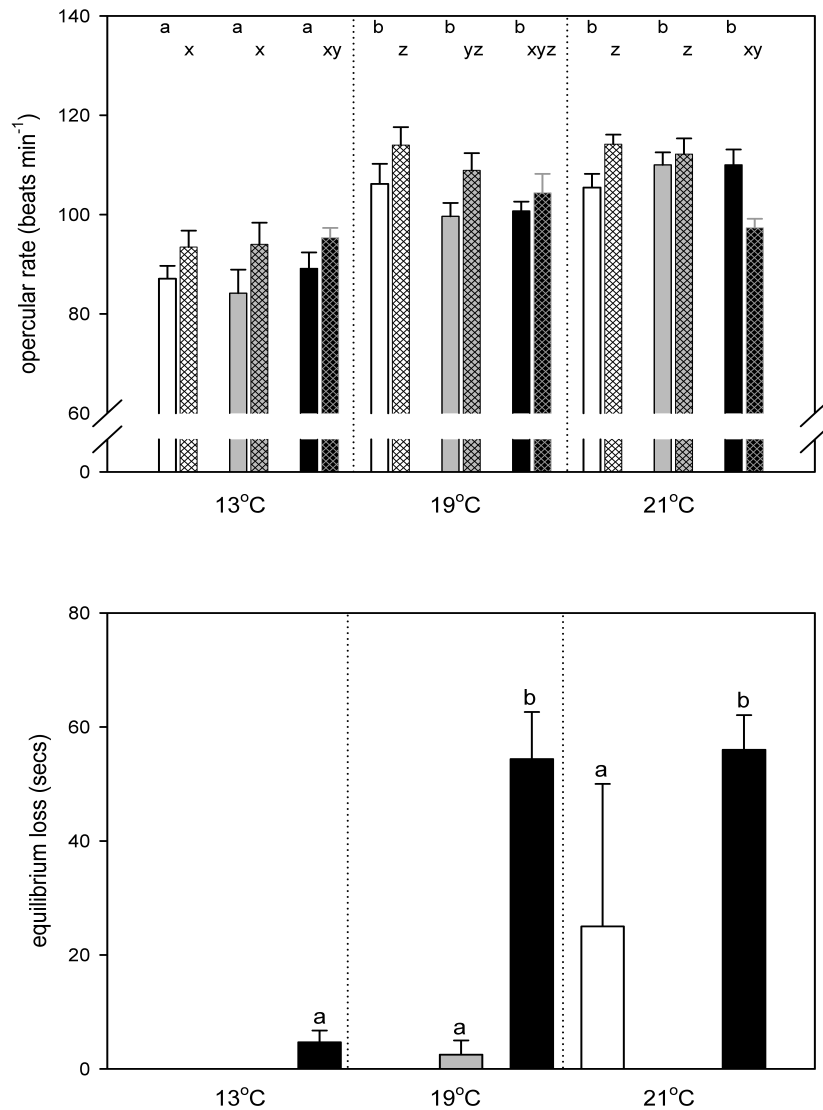 140
a a a b b b b b b
x x xy z yz xyz z z xy
120
100
80
60
0
opercular rate (beats min⁻¹)
13°C 19°C 21°C
80
60
40
20
0
equilibrium loss (secs)
b b
a
a a
13°C 19°C 21°C